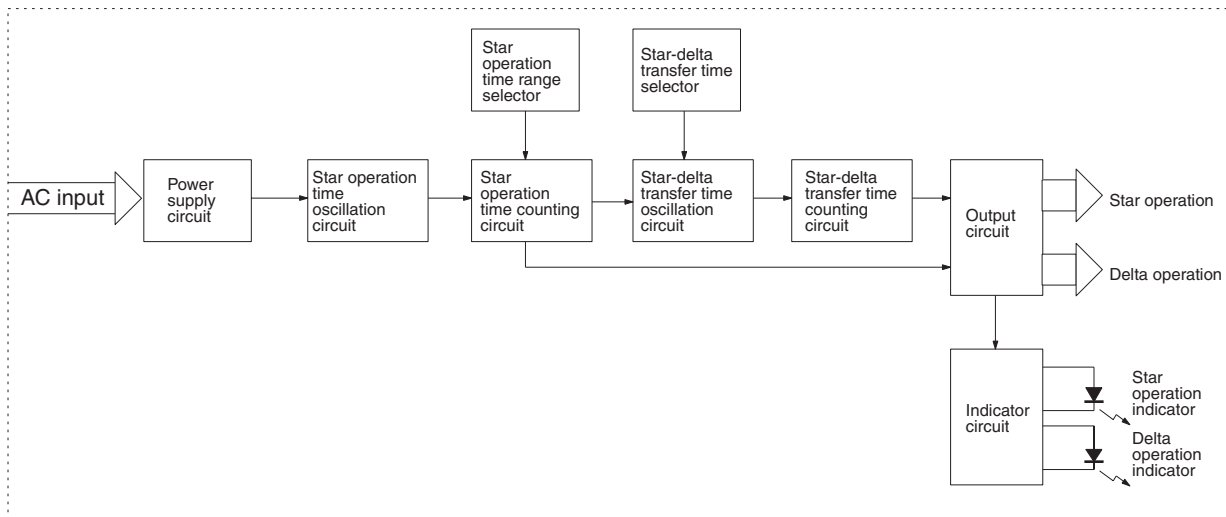 Star
operation
time range
selector
Star-delta
transfer time
selector
AC input
Power
supply
circuit
Star operation
time
oscillation
circuit
Star
operation
time counting
circuit
Star-delta
transfer time
oscillation
circuit
Star-delta
transfer time
counting
circuit
Output
circuit
Star operation
Delta operation
Indicator
circuit
Star
operation
indicator
Delta
operation
indicator